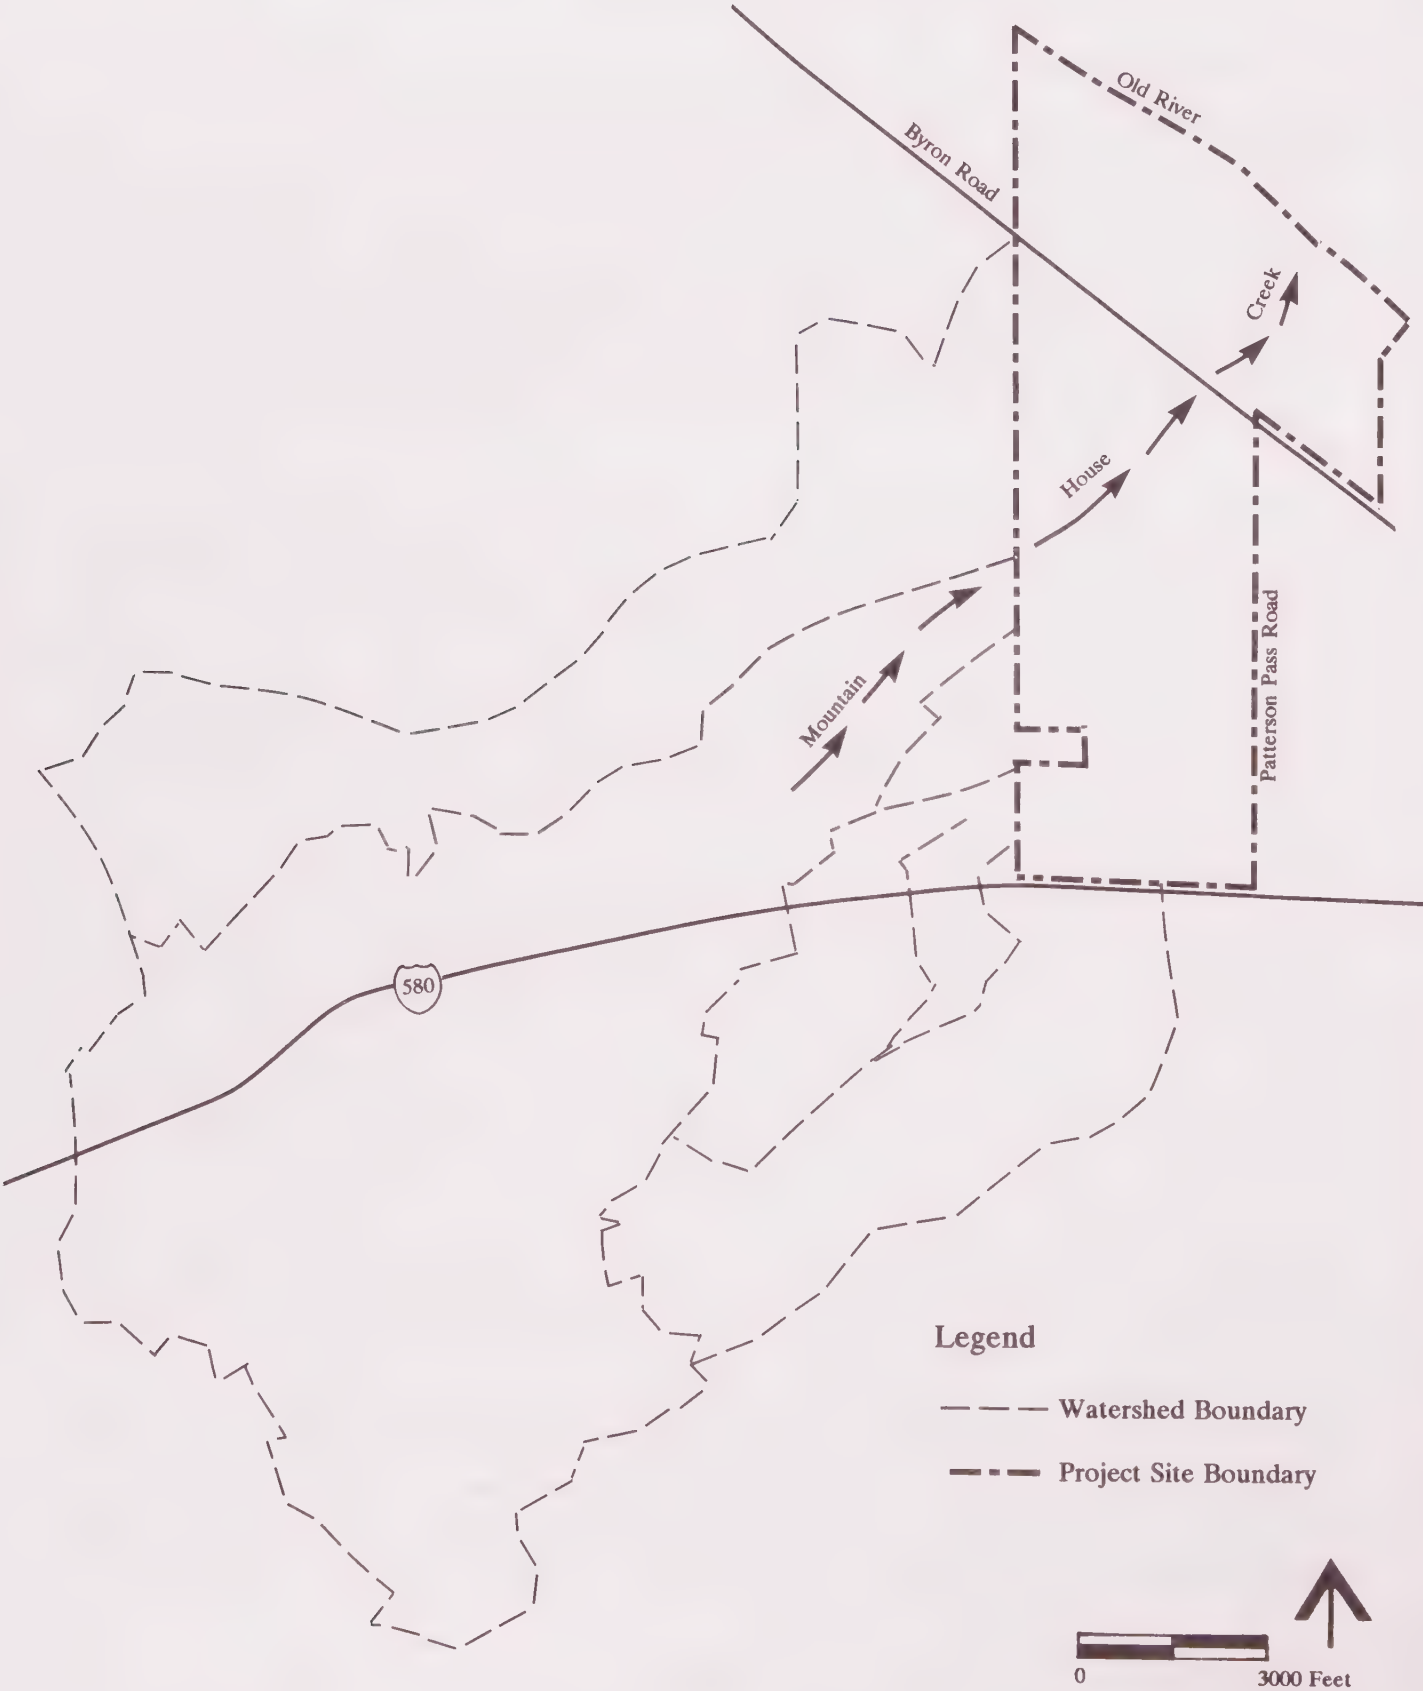 Old River
Byron Road
Creek
House
Mountain
Patterson Pass Road
580
Legend
Watershed Boundary
Project Site Boundary
0
3000 Feet